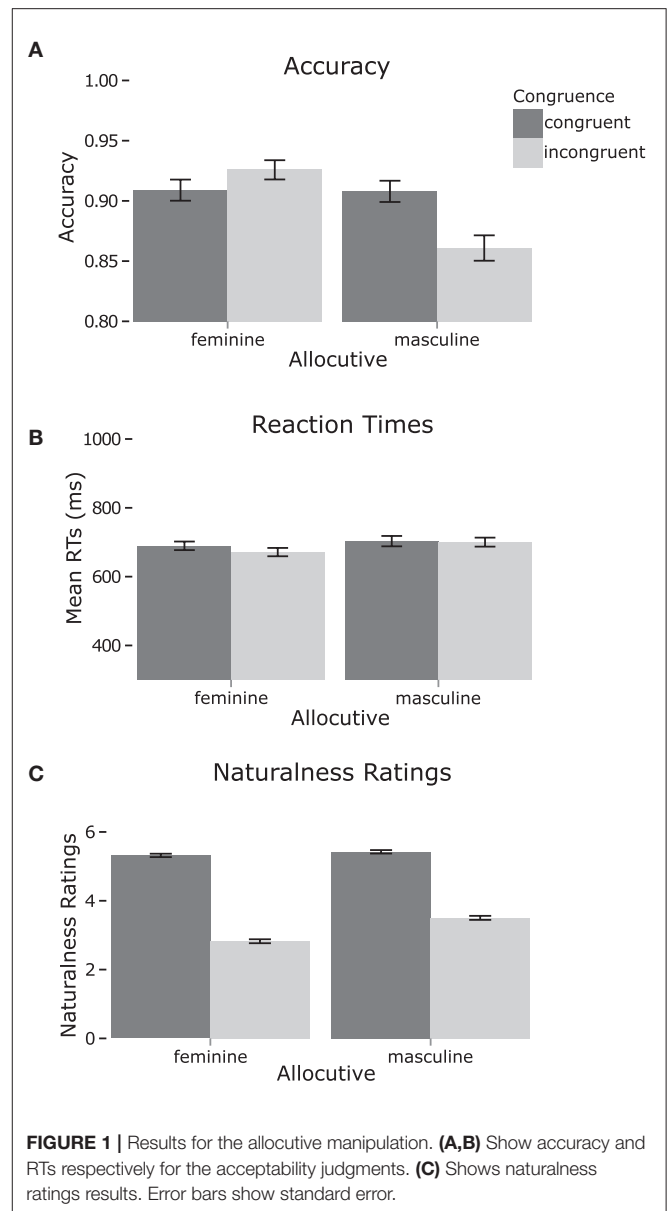 A
Accuracy
1.00
0.95
0.90
0.85
0.80
Accuracy
Congruence
congruent
incongruent
feminine
masculine
Allocutive
B
Reaction Times
1000
800
600
400
Mean RTs (ms)
feminine
masculine
Allocutive
C
Naturalness Ratings
6
4
2
0
Naturalness Ratings
feminine
masculine
Allocutive
FIGURE 1 | Results for the allocutive manipulation. (A,B) Show accuracy and
RTs respectively for the acceptability judgments. (C) Shows naturalness
ratings results. Error bars show standard error.